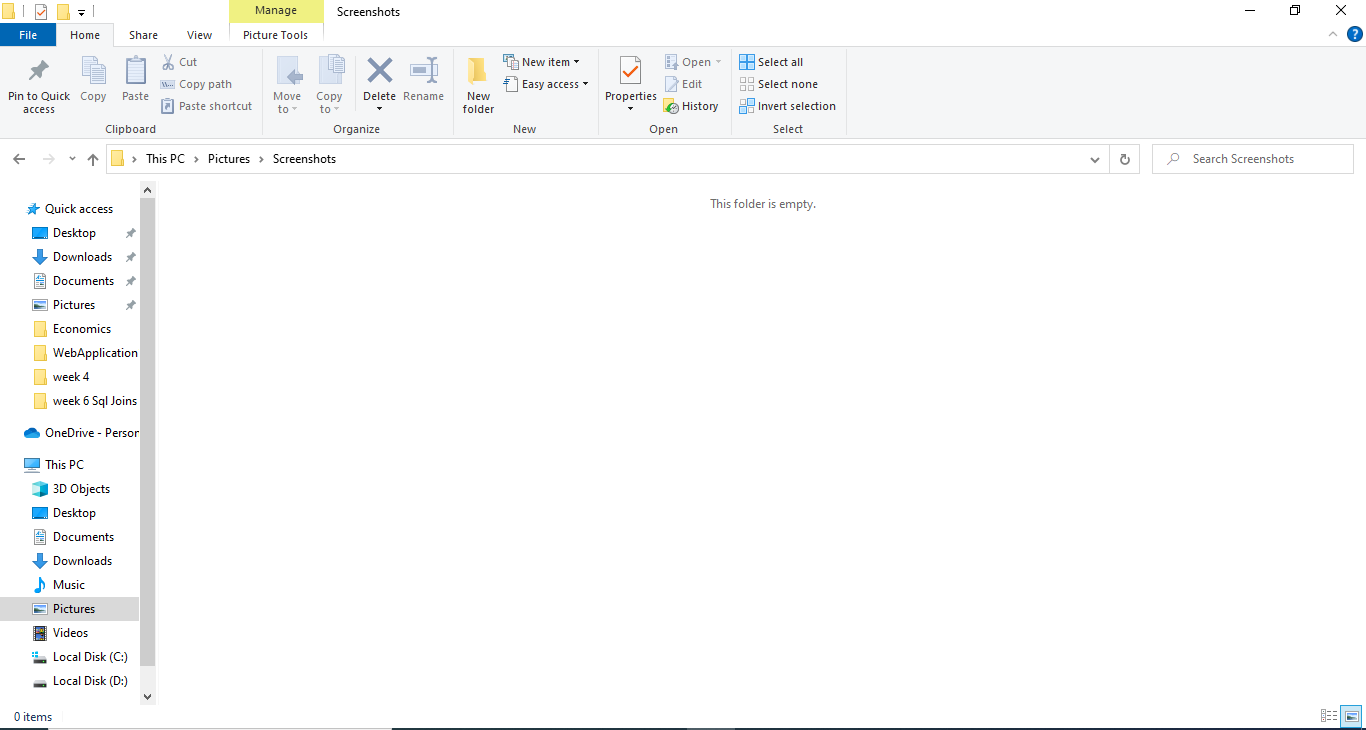 Manage
Screenshots
File
Home
Share
View
Picture Tools
?
Pin to Quick access
Copy
Paste
Cut
Copy path
Paste shortcut
Clipboard
Move to
Copy to
Delete
Rename
Organize
New folder
New item
Easy access
New
Properties
Open
Edit
History
Open
Select all
Select none
Invert selection
Select
This PC
Pictures
Screenshots
Search Screenshots
This folder is empty.
Quick access
Desktop
Downloads
Documents
Pictures
Economics
WebApplication
week 4
week 6 Sql Joins
OneDrive - Person
This PC
3D Objects
Desktop
Documents
Downloads
Music
Pictures
Videos
Local Disk (C:)
Local Disk (D:)
0 items